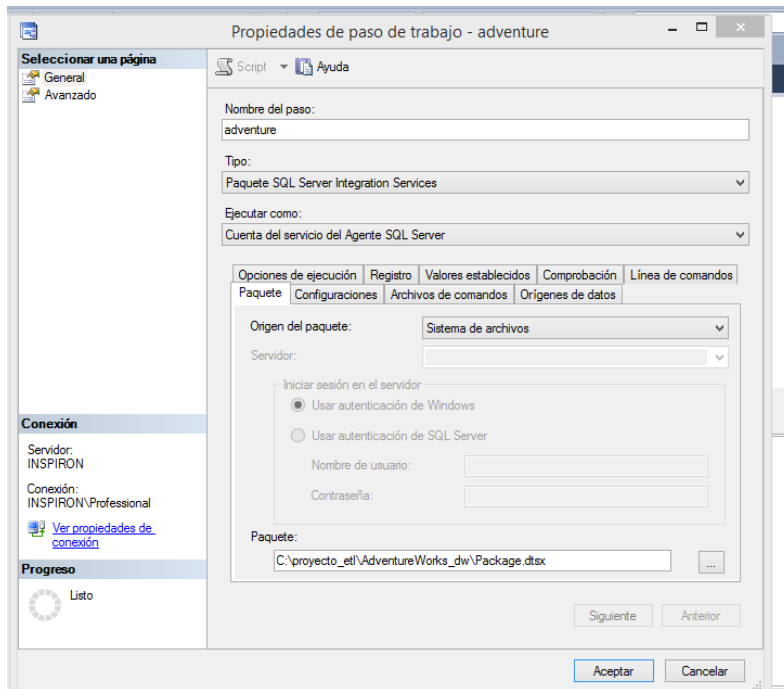 Propiedades de paso de trabajo - adventure
Seleccionar una página
General
Avanzado
Script
Ayuda
Nombre del paso:
adventure
Tipo:
Paquete SQL Server Integration Services
Ejecutar como:
Cuenta del servicio del Agente SQL Server
Opciones de ejecución Registro Valores establecidos Comprobación Línea de comandos
Paquete Configuraciones Archivos de comandos Orígenes de datos
Origen del paquete: Sistema de archivos
Servidor:
Iniciar sesión en el servidor
Usar autenticación de Windows
Usar autenticación de SQL Server
Nombre de usuario:
Contraseña:
Paquete:
C:\proyecto_etl\AdventureWorks_dw\Package.dtsx ...
Conexión
Servidor:
INSPIRON
Conexión:
INSPIRON\Professional
Ver propiedades de
conexión
Progreso
Listo
Siguiente Anterior
Aceptar Cancelar